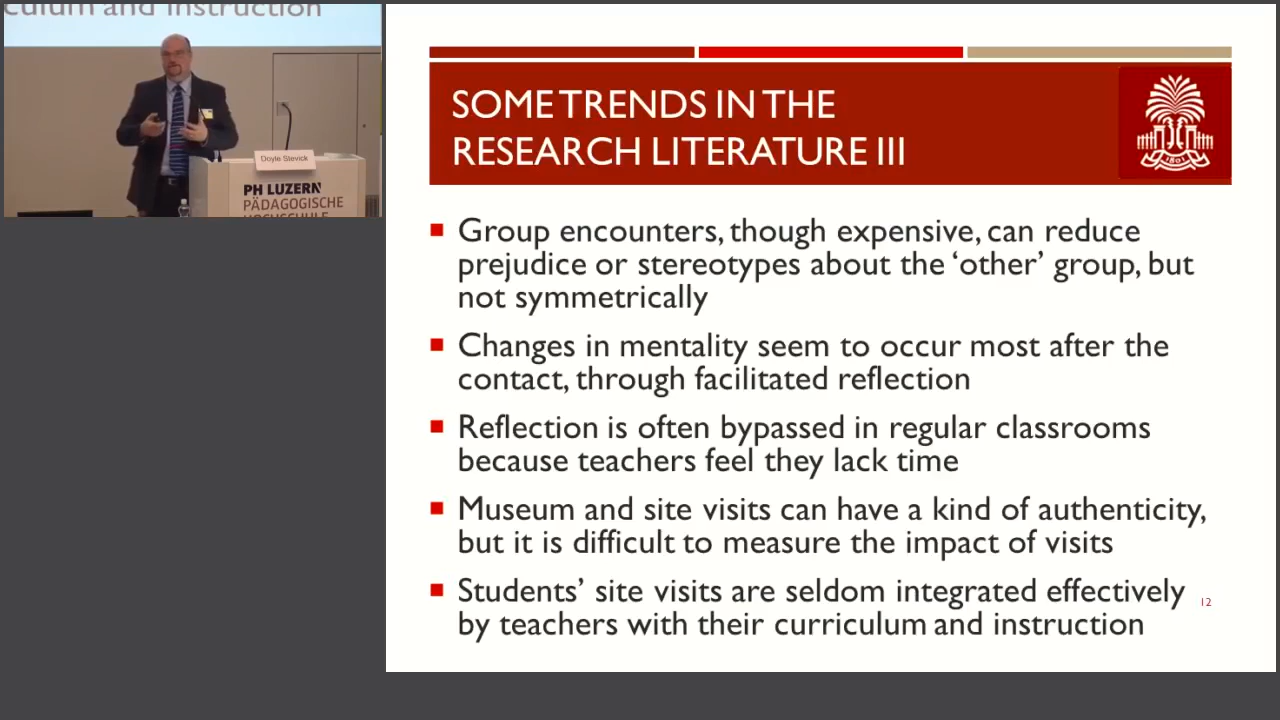 culum and instruction
Doyle Stevick
PH LUZERN
PÄDAGOGISCHE
HOCHSCHULE
SOME TRENDS IN THE
RESEARCH LITERATURE III
1801
Group encounters, though expensive, can reduce
prejudice or stereotypes about the ‘other’ group, but
not symmetrically
Changes in mentality seem to occur most after the
contact, through facilitated reflection
Reflection is often bypassed in regular classrooms
because teachers feel they lack time
Museum and site visits can have a kind of authenticity,
but it is difficult to measure the impact of visits
Students’ site visits are seldom integrated effectively
by teachers with their curriculum and instruction
12